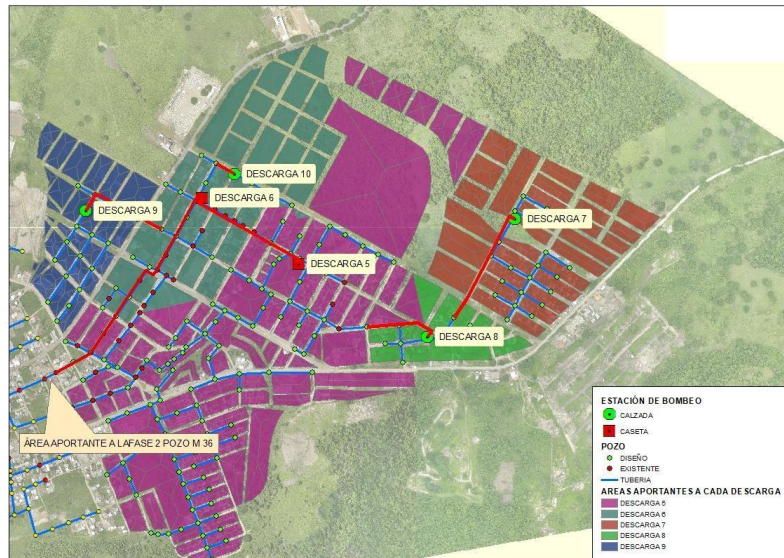 DESCARGA 10
DESCARGA 6
DESCARGA 9
DESCARGA 7
DESCARGA 5
DESCARGA 8
ÁREA APORTANTE A LAFASE 2 POZO M 36
ESTACIÓN DE BOMBEO
CALZADA
CASETA
POZO
DISEÑO
EXISTENTE
TUBERIA
AREAS APORTANTES A CADA DESCARGA
DESCARGA 5
DESCARGA 6
DESCARGA 7
DESCARGA 8
DESCARGA 9